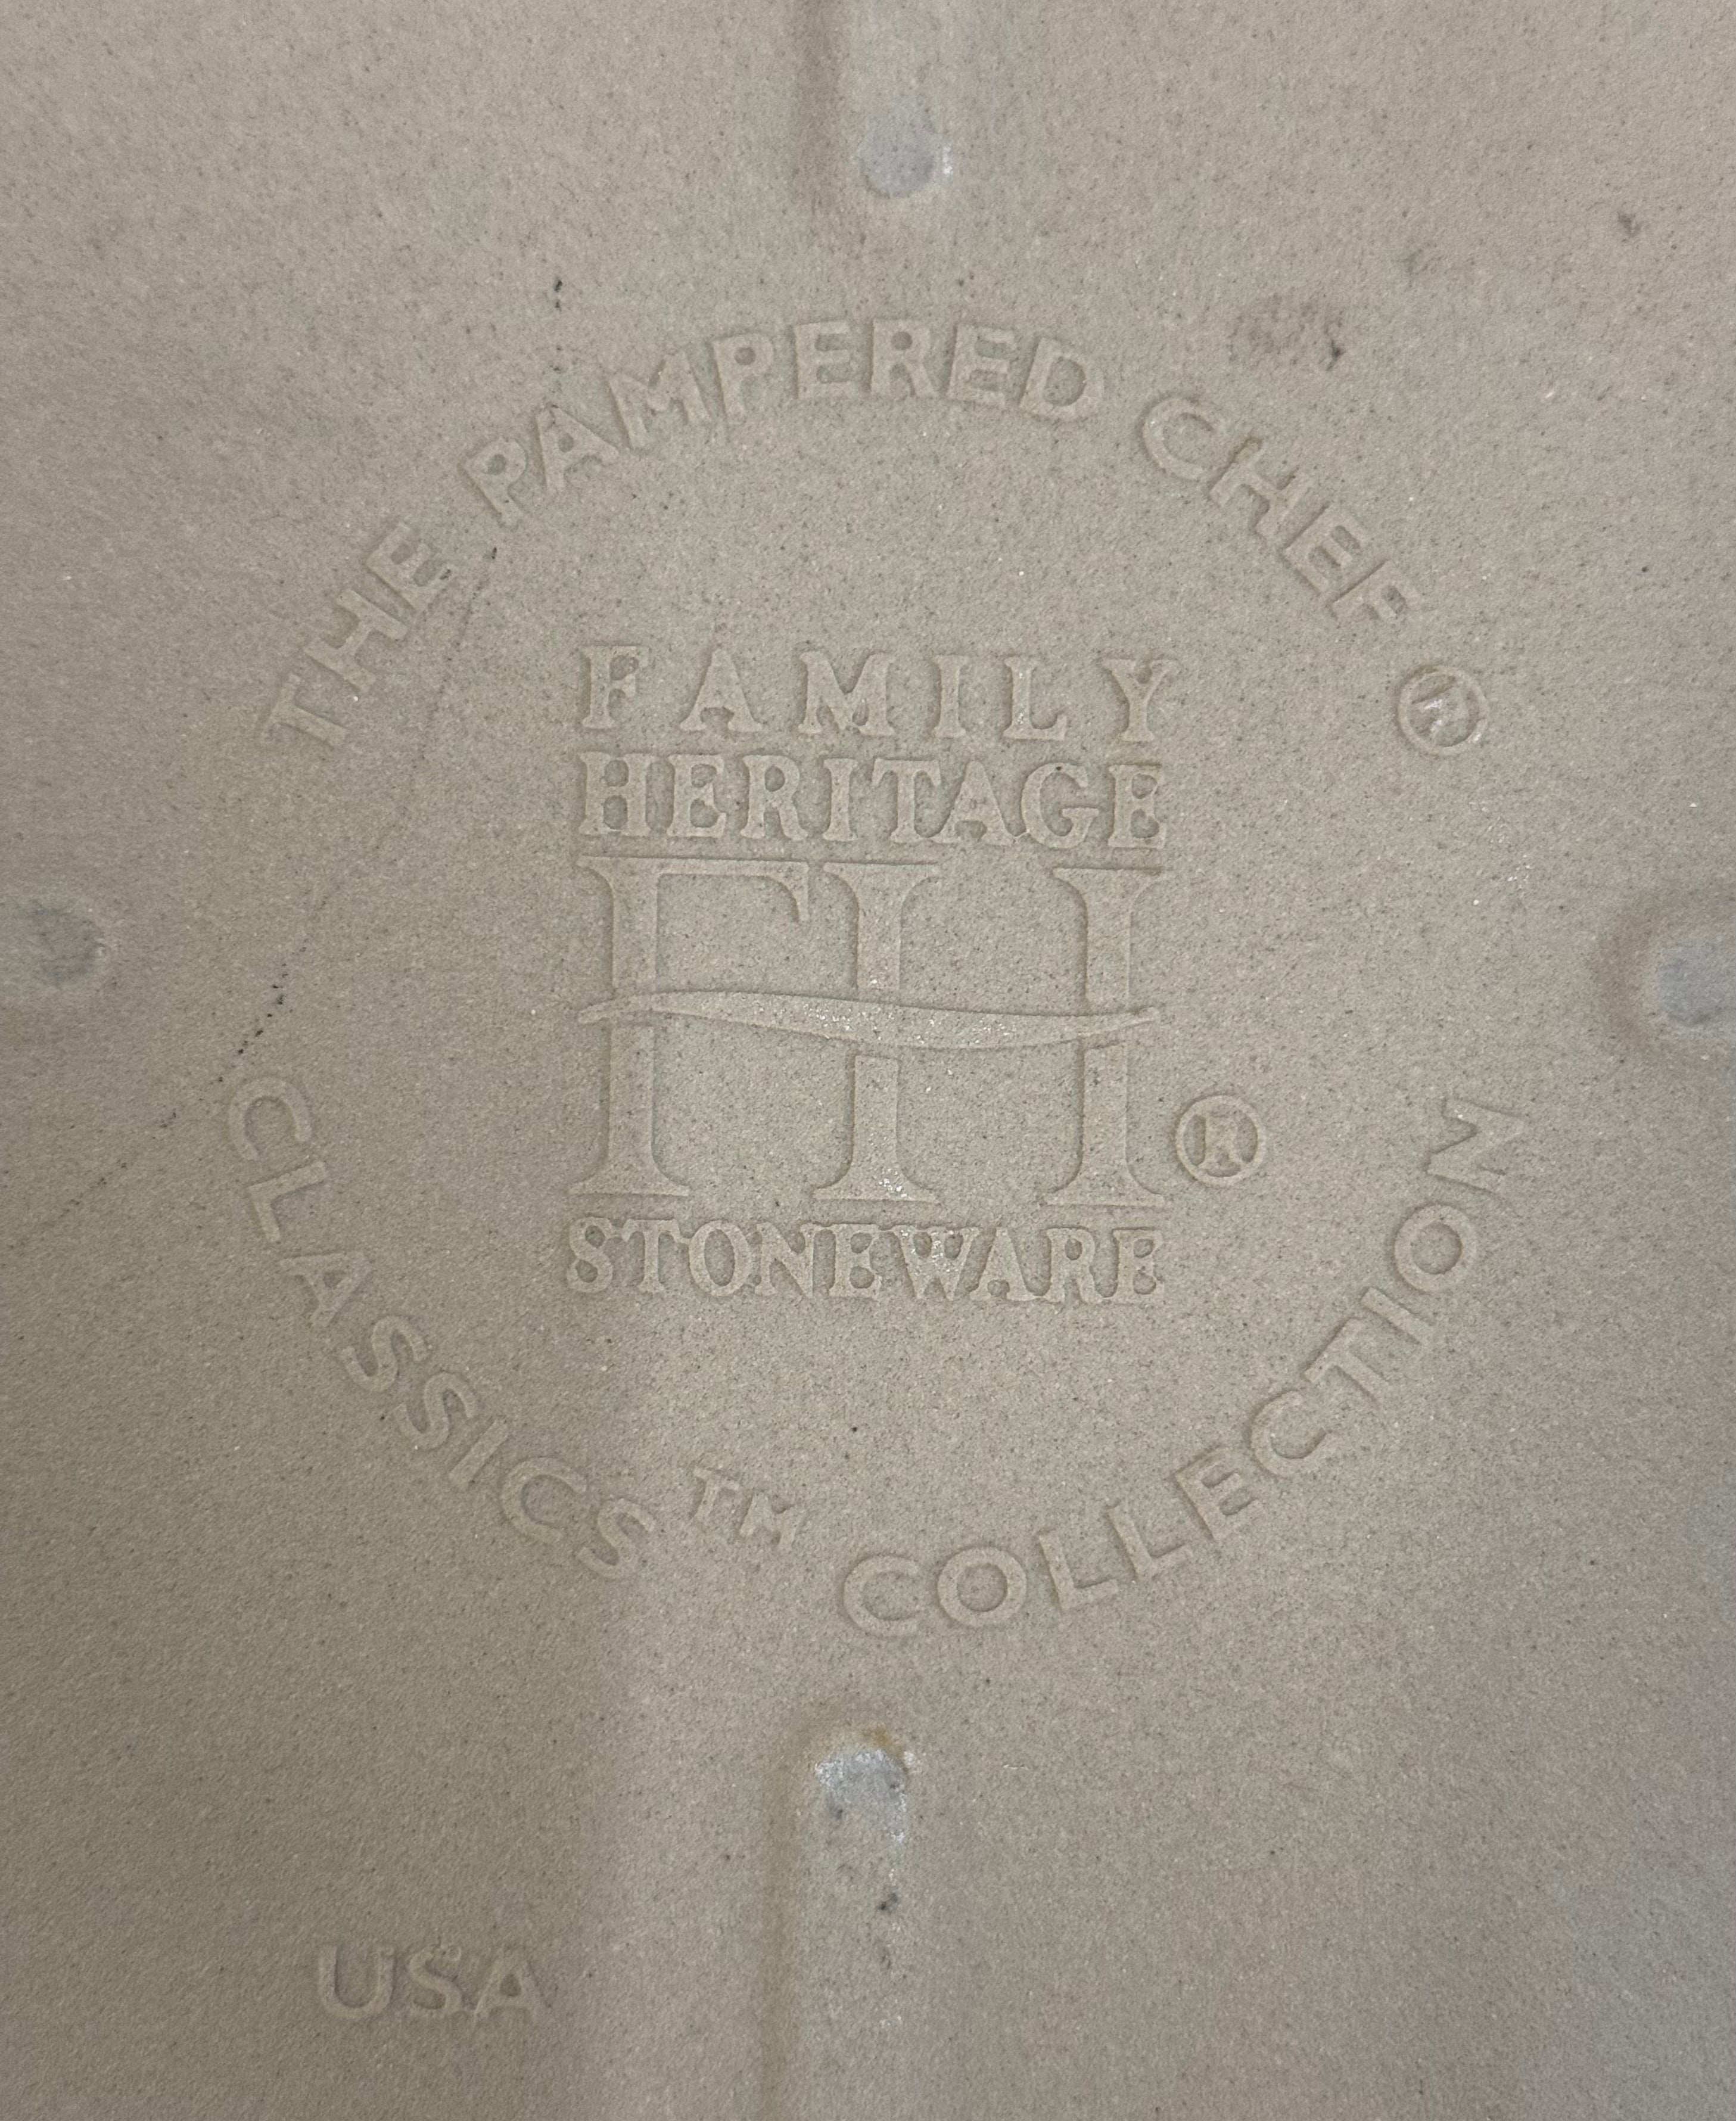 THE PAMPERED CHEF ®
FAMILY
HERITAGE
FH ®
STONEWARE
CLASSICS™ COLLECTION
USA